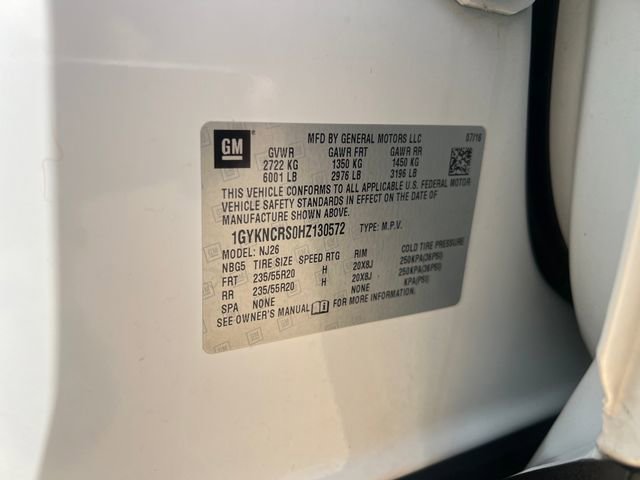 GM
MFD BY GENERAL MOTORS LLC 07/16
GVWR GAWR FRT GAWR RR
2722 KG 1350 KG 1450 KG
6001 LB 2976 LB 3196 LB
THIS VEHICLE CONFORMS TO ALL APPLICABLE U.S. FEDERAL MOTOR
VEHICLE SAFETY STANDARDS IN EFFECT ON THE DATE OF
MANUFACTURE SHOWN ABOVE.
1GYKNCRS0HZ130572 TYPE: M.P.V.
MODEL: NJ26
NBG5 TIRE SIZE SPEED RTG RIM COLD TIRE PRESSURE
FRT 235/55R20 H 20X8J 250KPA(36PSI)
RR 235/55R20 H 20X8J 250KPA(36PSI)
SPA NONE NONE KPA(PSI)
SEE OWNER'S MANUAL FOR MORE INFORMATION.